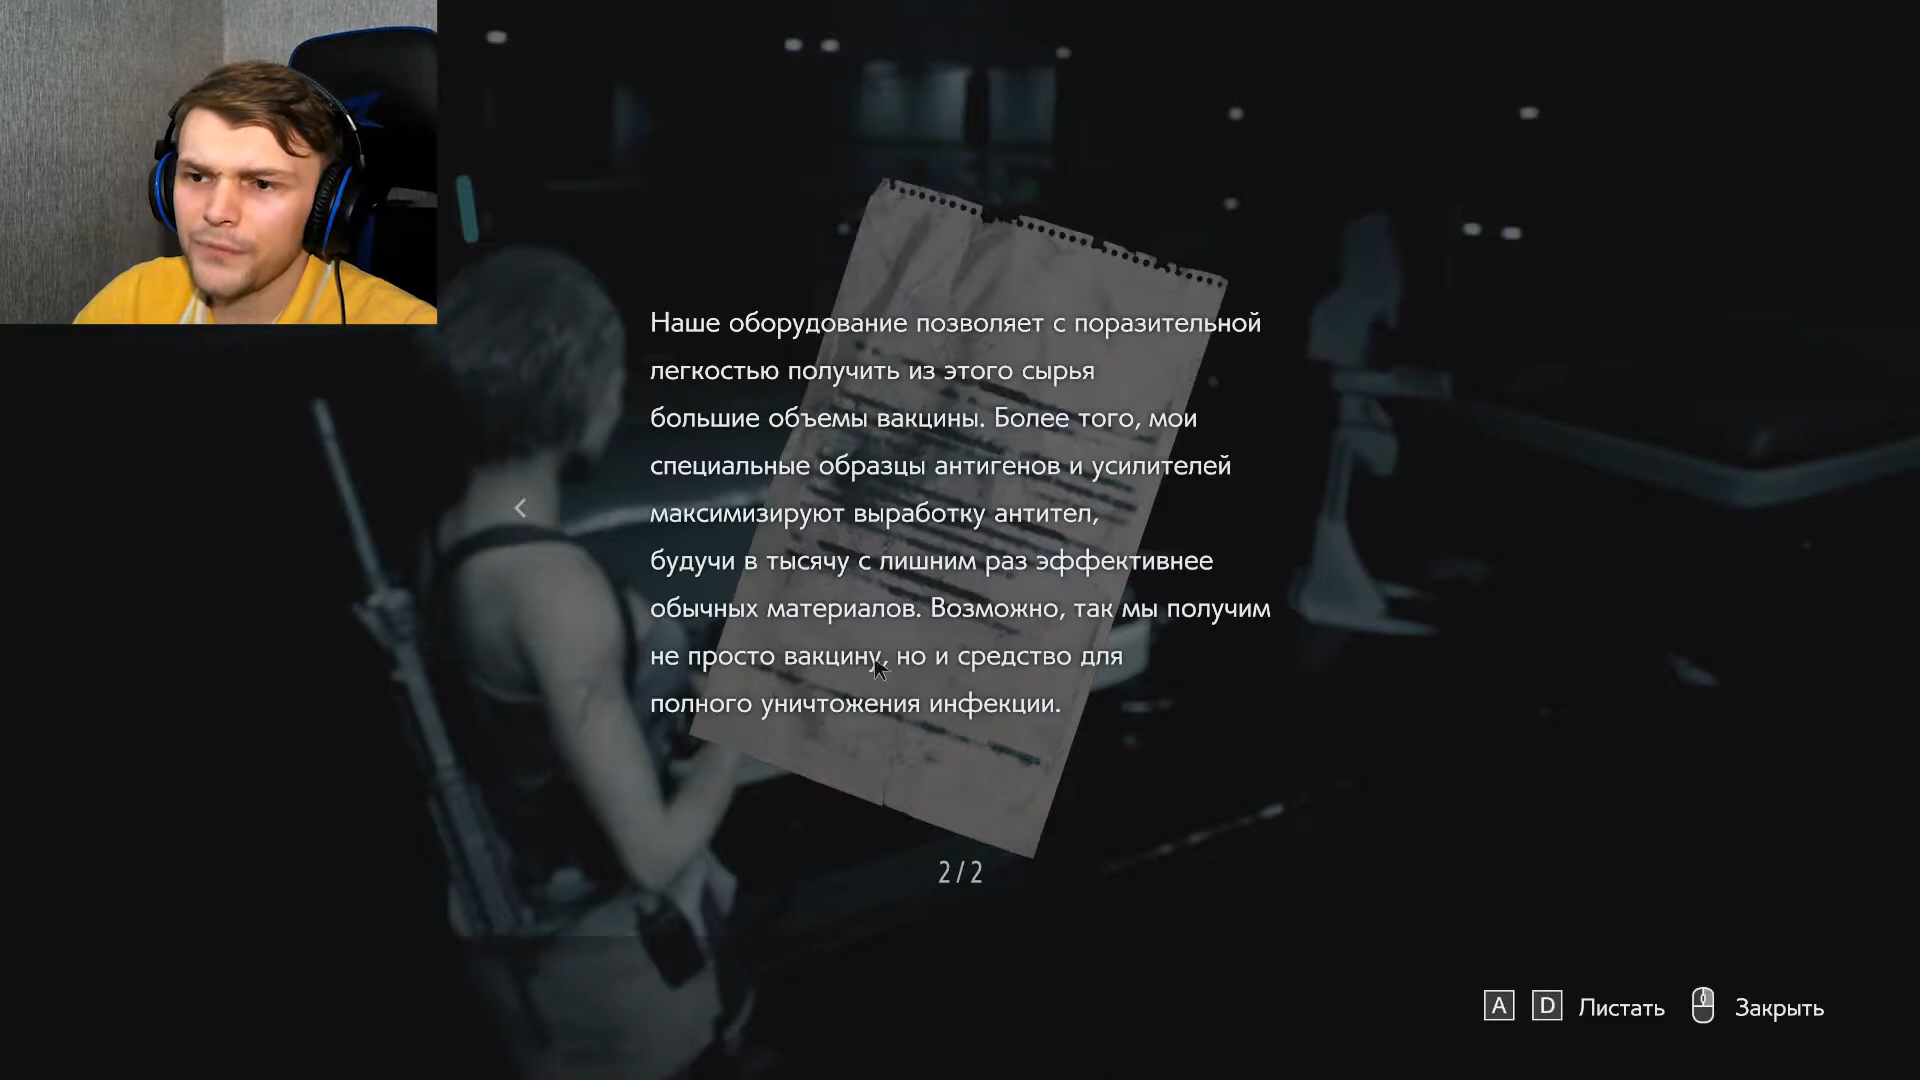 Наше оборудование позволяет с поразительной
легкостью получить из этого сырья
большие объемы вакцины. Более того, мои
специальные образцы антигенов и усилителей
максимизируют выработку антител,
будучи в тысячу с лишним раз эффективнее
обычных материалов. Возможно, так мы получим
не просто вакцину, но и средство для
полного уничтожения инфекции.
2 / 2
A D Листать Закрыть